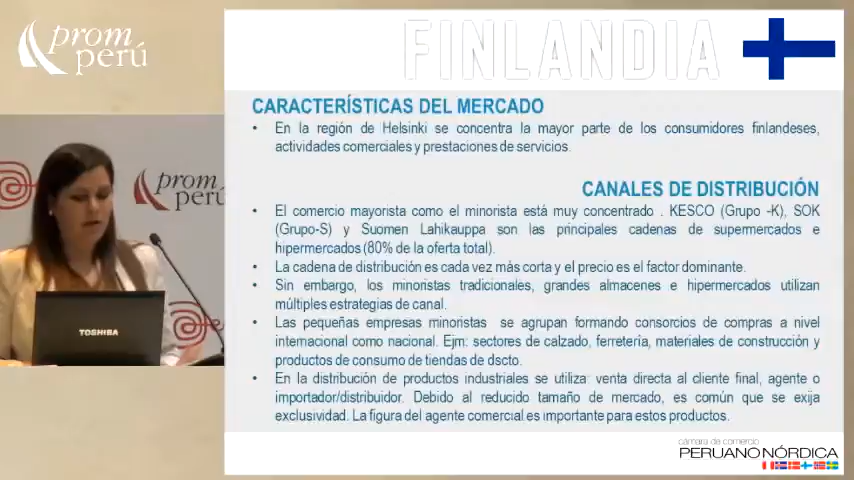 prom
perú
FINLANDIA
CARACTERÍSTICAS DEL MERCADO
• En la región de Helsinki se concentra la mayor parte de los consumidores finlandeses,
actividades comerciales y prestaciones de servicios.
CANALES DE DISTRIBUCIÓN
• El comercio mayorista como el minorista está muy concentrado . KESCO (Grupo -K), SOK
(Grupo-S) y Suomen Lahikauppa son las principales cadenas de supermercados e
hipermercados (80% de la oferta total).
• La cadena de distribución es cada vez más corta y el precio es el factor dominante.
• Sin embargo, los minoristas tradicionales, grandes almacenes e hipermercados utilizan
múltiples estrategias de canal.
• Las pequeñas empresas minoristas se agrupan formando consorcios de compras a nivel
internacional como nacional. Ejm: sectores de calzado, ferretería, materiales de construcción y
productos de consumo de tiendas de dscto.
• En la distribución de productos industriales se utiliza: venta directa al cliente final, agente o
importador/distribuidor. Debido al reducido tamaño de mercado, es común que se exija
exclusividad. La figura del agente comercial es importante para estos productos.
prom
perú
TOSHIBA
cámara de comercio
PERUANO NÓRDICA